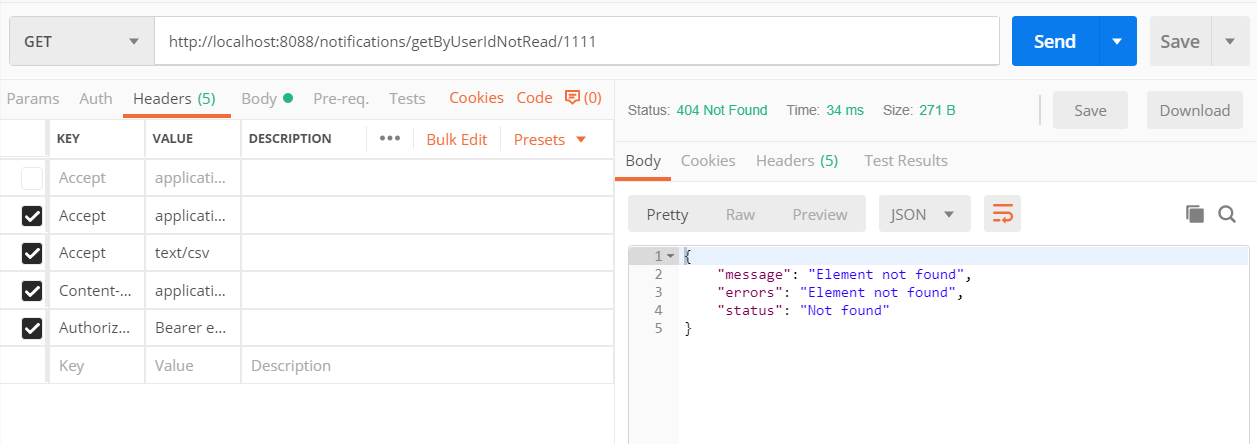 GET http://localhost:8088/notifications/getByUserIdNotRead/1111 Send Save
Params Auth Headers (5) Body Pre-req. Tests Cookies Code (0)
KEY VALUE DESCRIPTION ••• Bulk Edit Presets
Accept applicati...
Accept applicati...
Accept text/csv
Content-... applicati...
Authoriz... Bearer e...
Key Value Description
Status: 404 Not Found Time: 34 ms Size: 271 B Save Download
Body Cookies Headers (5) Test Results
Pretty Raw Preview JSON
1 {
2 "message": "Element not found",
3 "errors": "Element not found",
4 "status": "Not found"
5 }